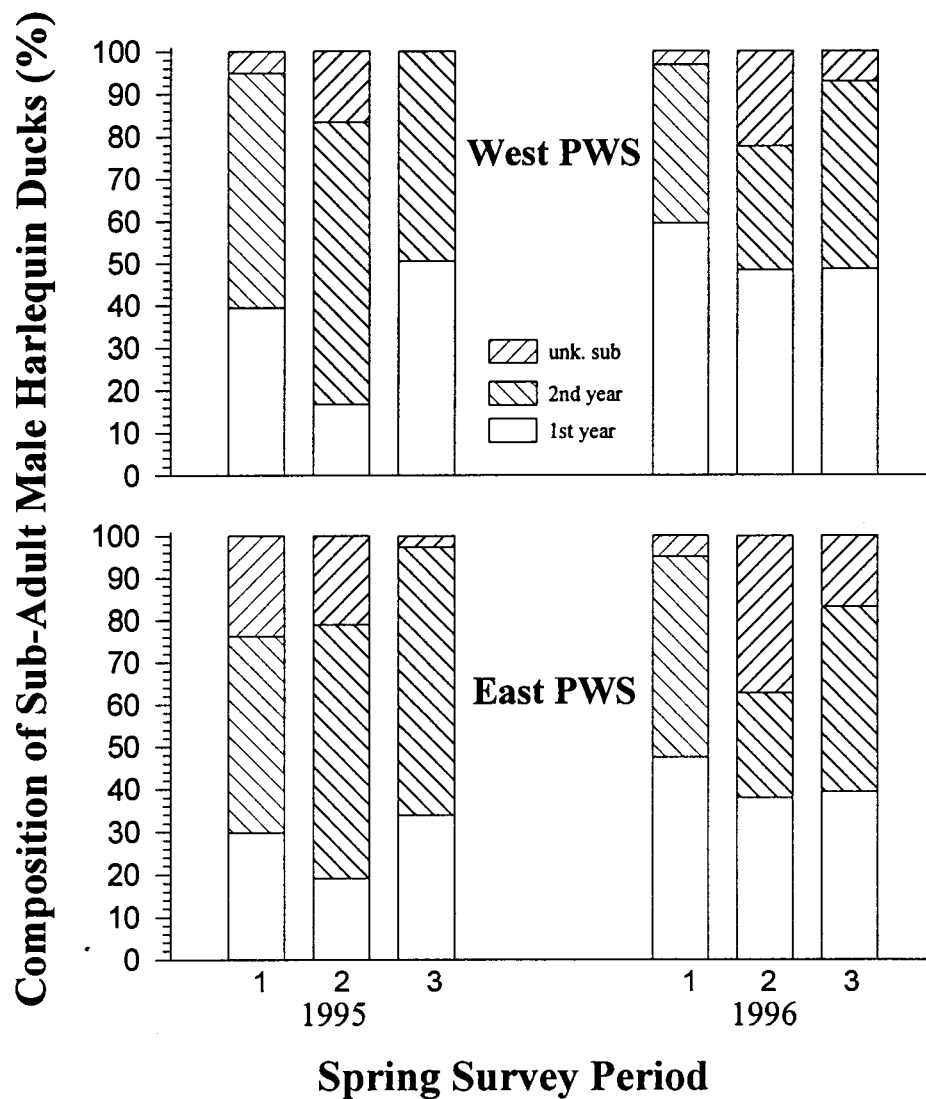 Composition of Sub-Adult Male Harlequin Ducks (%)
100
90
80
70
60
50
40
30
20
10
0
West PWS
unk. sub
2nd year
1st year
100
90
80
70
60
50
40
30
20
10
0
East PWS
1 2 3 1 2 3
1995 1996
Spring Survey Period